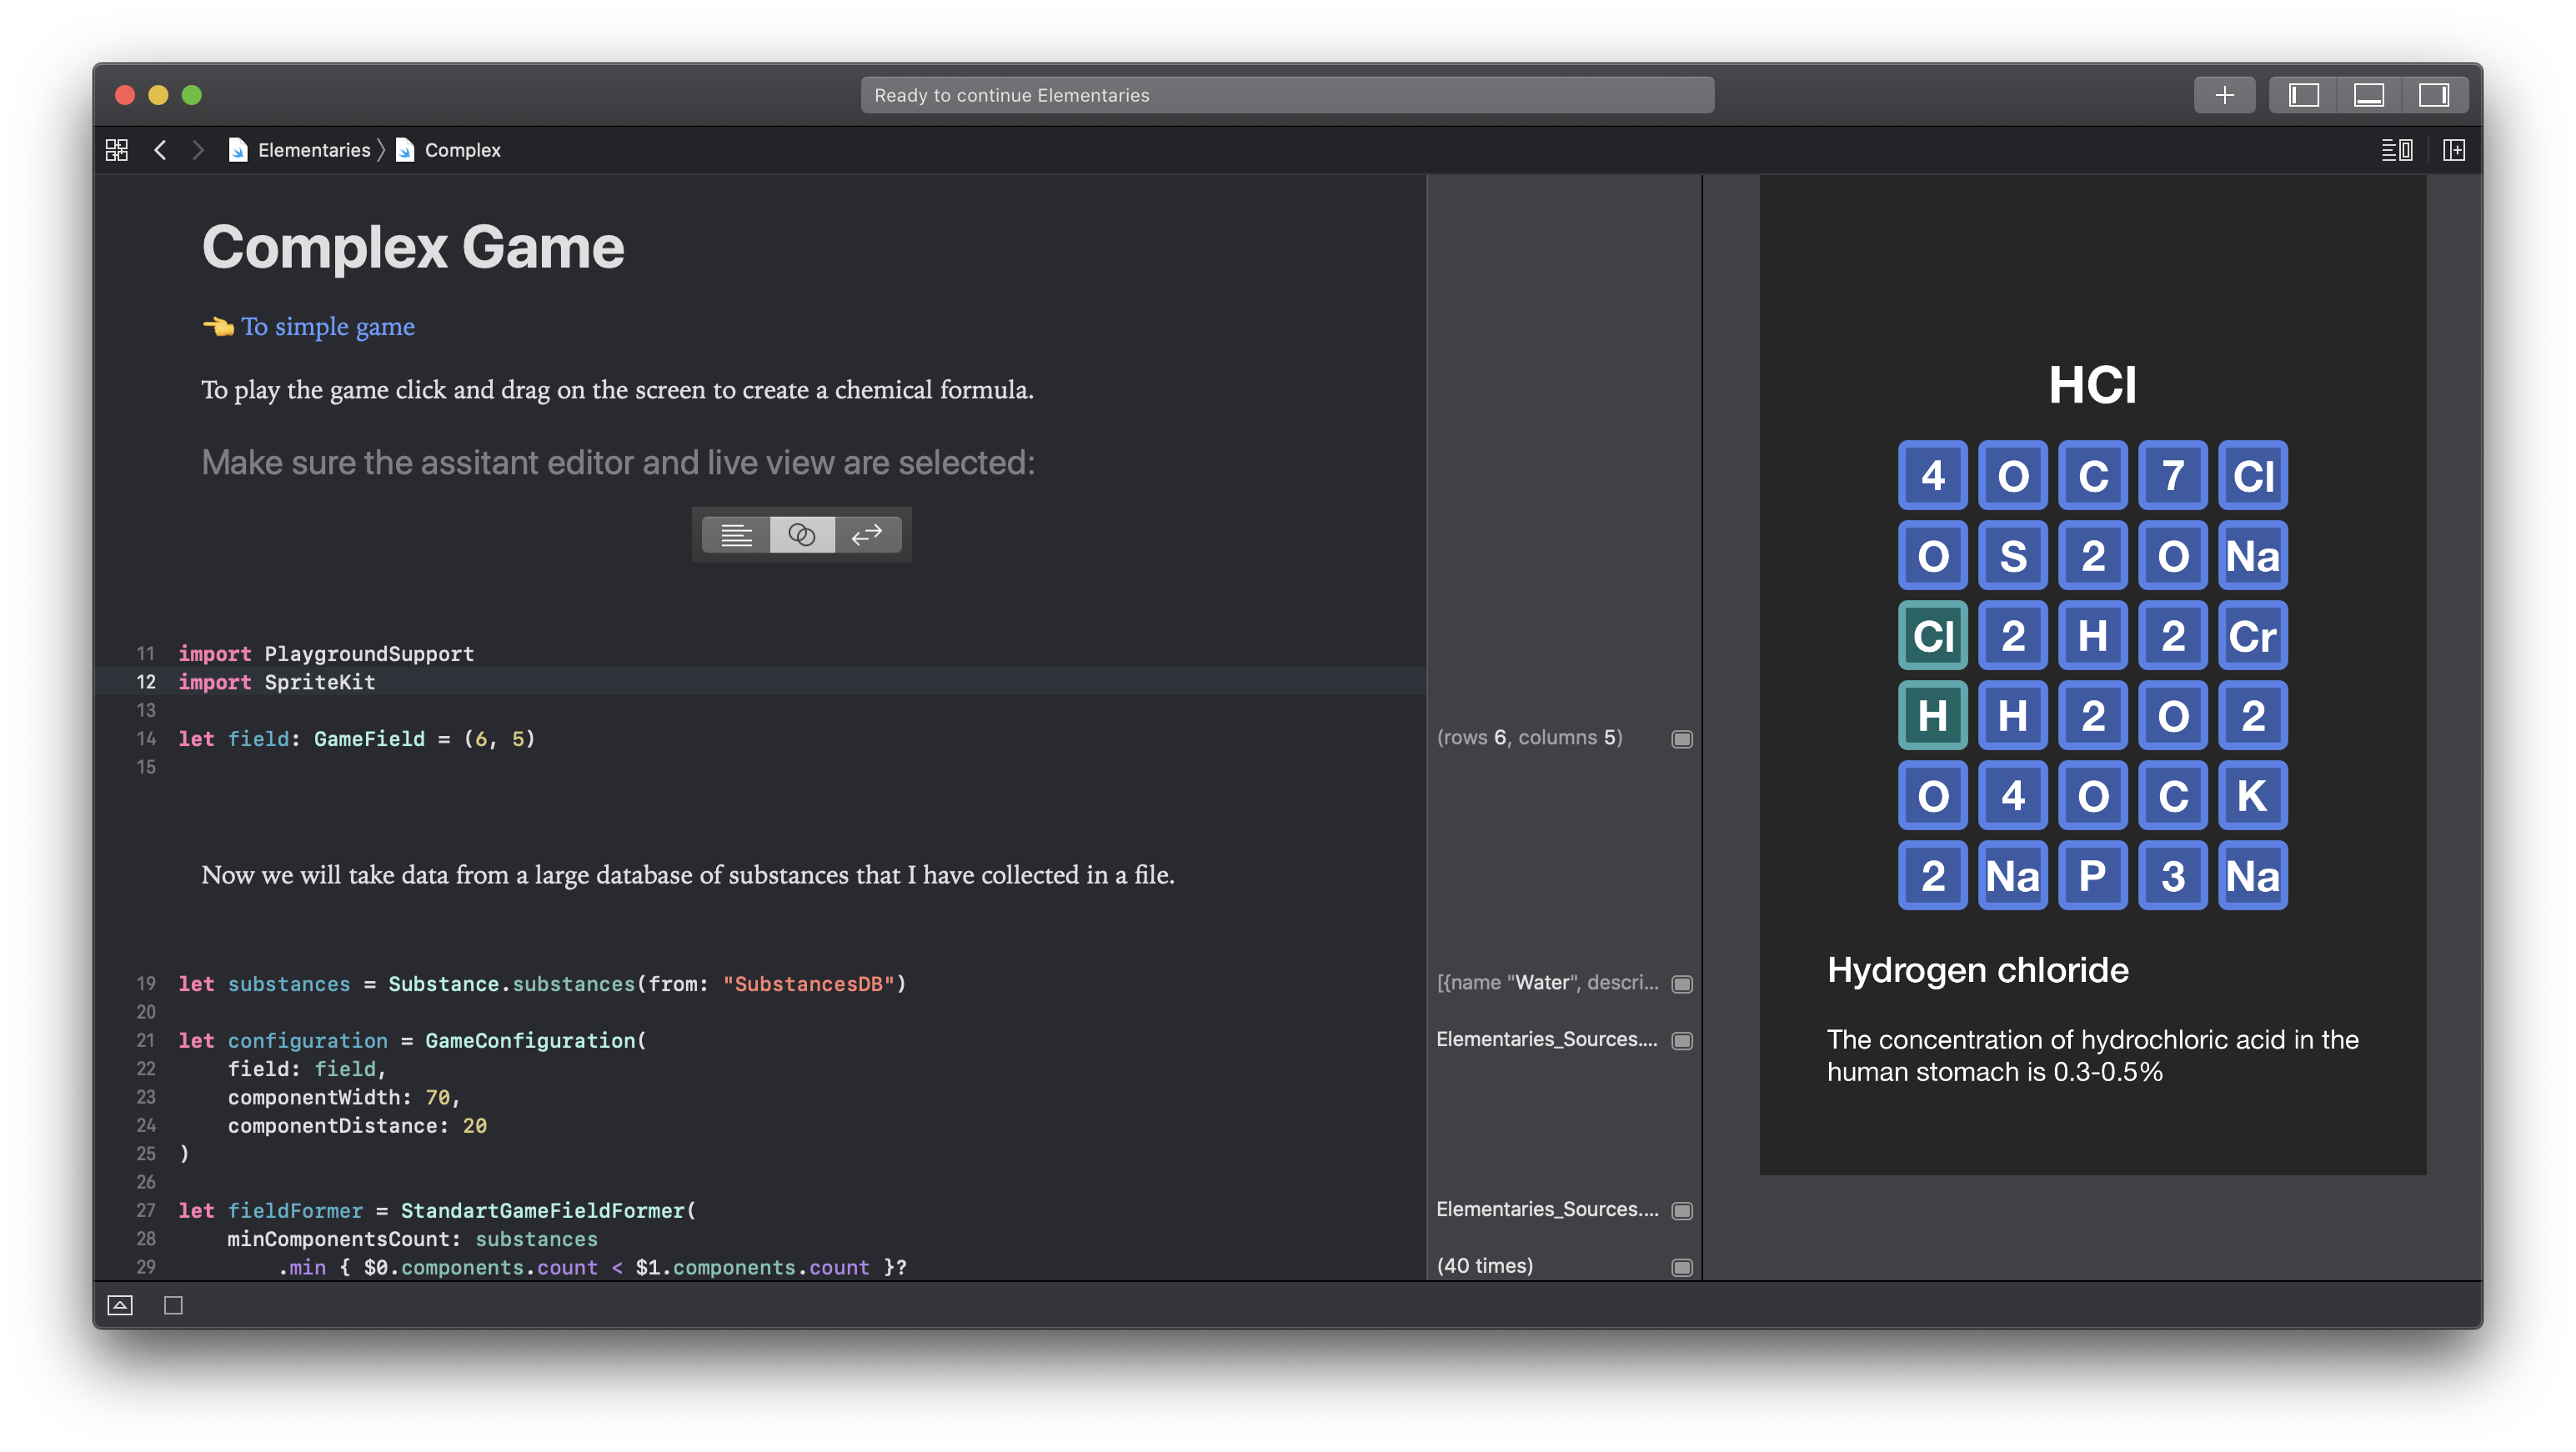 Ready to continue Elementaries
Elementaries
Complex
Complex Game
👈 To simple game
To play the game click and drag on the screen to create a chemical formula.
Make sure the assitant editor and live view are selected:
11 import PlaygroundSupport
12 import SpriteKit
13
14 let field: GameField = (6, 5)
15
Now we will take data from a large database of substances that I have collected in a file.
19 let substances = Substance.substances(from: "SubstancesDB")
20
21 let configuration = GameConfiguration(
22 field: field,
23 componentWidth: 70,
24 componentDistance: 20
25 )
26
27 let fieldFormer = StandartGameFieldFormer(
28 minComponentsCount: substances
29 .min { $0.components.count < $1.components.count }?
(rows 6, columns 5)
[{name "Water", descri...
Elementaries_Sources....
Elementaries_Sources....
(40 times)
HCl
4 O C 7 Cl
O S 2 O Na
Cl 2 H 2 Cr
H H 2 O 2
O 4 O C K
2 Na P 3 Na
Hydrogen chloride
The concentration of hydrochloric acid in the
human stomach is 0.3-0.5%